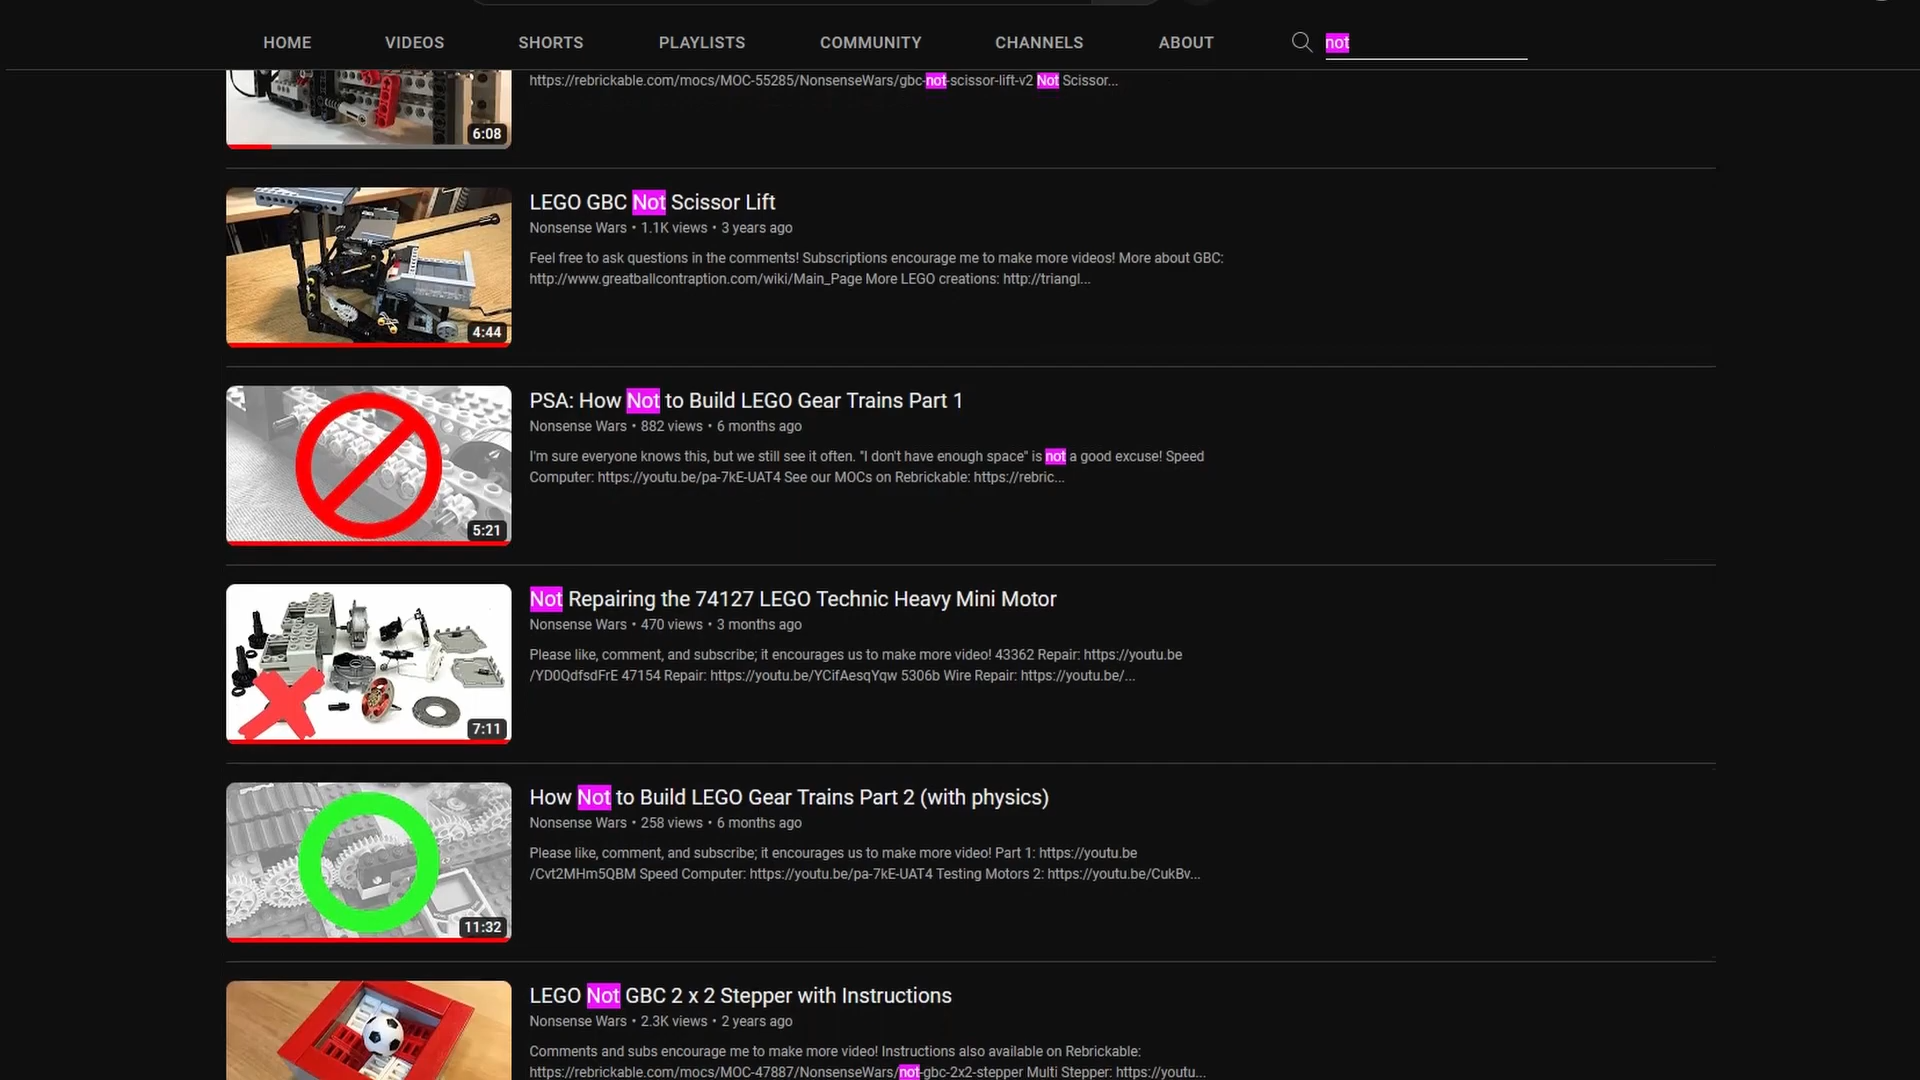 HOME VIDEOS SHORTS PLAYLISTS COMMUNITY CHANNELS ABOUT not
https://rebrickable.com/mocs/MOC-55285/NonsenseWars/gbc-not-scissor-lift-v2 Not Scissor...
6:08
LEGO GBC Not Scissor Lift
Nonsense Wars • 1.1K views • 3 years ago
Feel free to ask questions in the comments! Subscriptions encourage me to make more videos! More about GBC:
http://www.greatballcontraption.com/wiki/Main_Page More LEGO creations: http://triangl...
4:44
PSA: How Not to Build LEGO Gear Trains Part 1
Nonsense Wars • 882 views • 6 months ago
I'm sure everyone knows this, but we still see it often. "I don't have enough space" is not a good excuse! Speed
Computer: https://youtu.be/pa-7kE-UAT4 See our MOCs on Rebrickable: https://rebric...
5:21
Not Repairing the 74127 LEGO Technic Heavy Mini Motor
Nonsense Wars • 470 views • 3 months ago
Please like, comment, and subscribe; it encourages us to make more video! 43362 Repair: https://youtu.be
/YD0QdfsdFrE 47154 Repair: https://youtu.be/YCifAesqYqw 5306b Wire Repair: https://youtu.be/...
7:11
How Not to Build LEGO Gear Trains Part 2 (with physics)
Nonsense Wars • 258 views • 6 months ago
Please like, comment, and subscribe; it encourages us to make more video! Part 1: https://youtu.be
/Cvt2MHm5QBM Speed Computer: https://youtu.be/pa-7kE-UAT4 Testing Motors 2: https://youtu.be/CukBv...
11:32
LEGO Not GBC 2 x 2 Stepper with Instructions
Nonsense Wars • 2.3K views • 2 years ago
Comments and subs encourage me to make more video! Instructions also available on Rebrickable:
https://rebrickable.com/mocs/MOC-47887/NonsenseWars/not-gbc-2x2-stepper Multi Stepper: https://youtu...